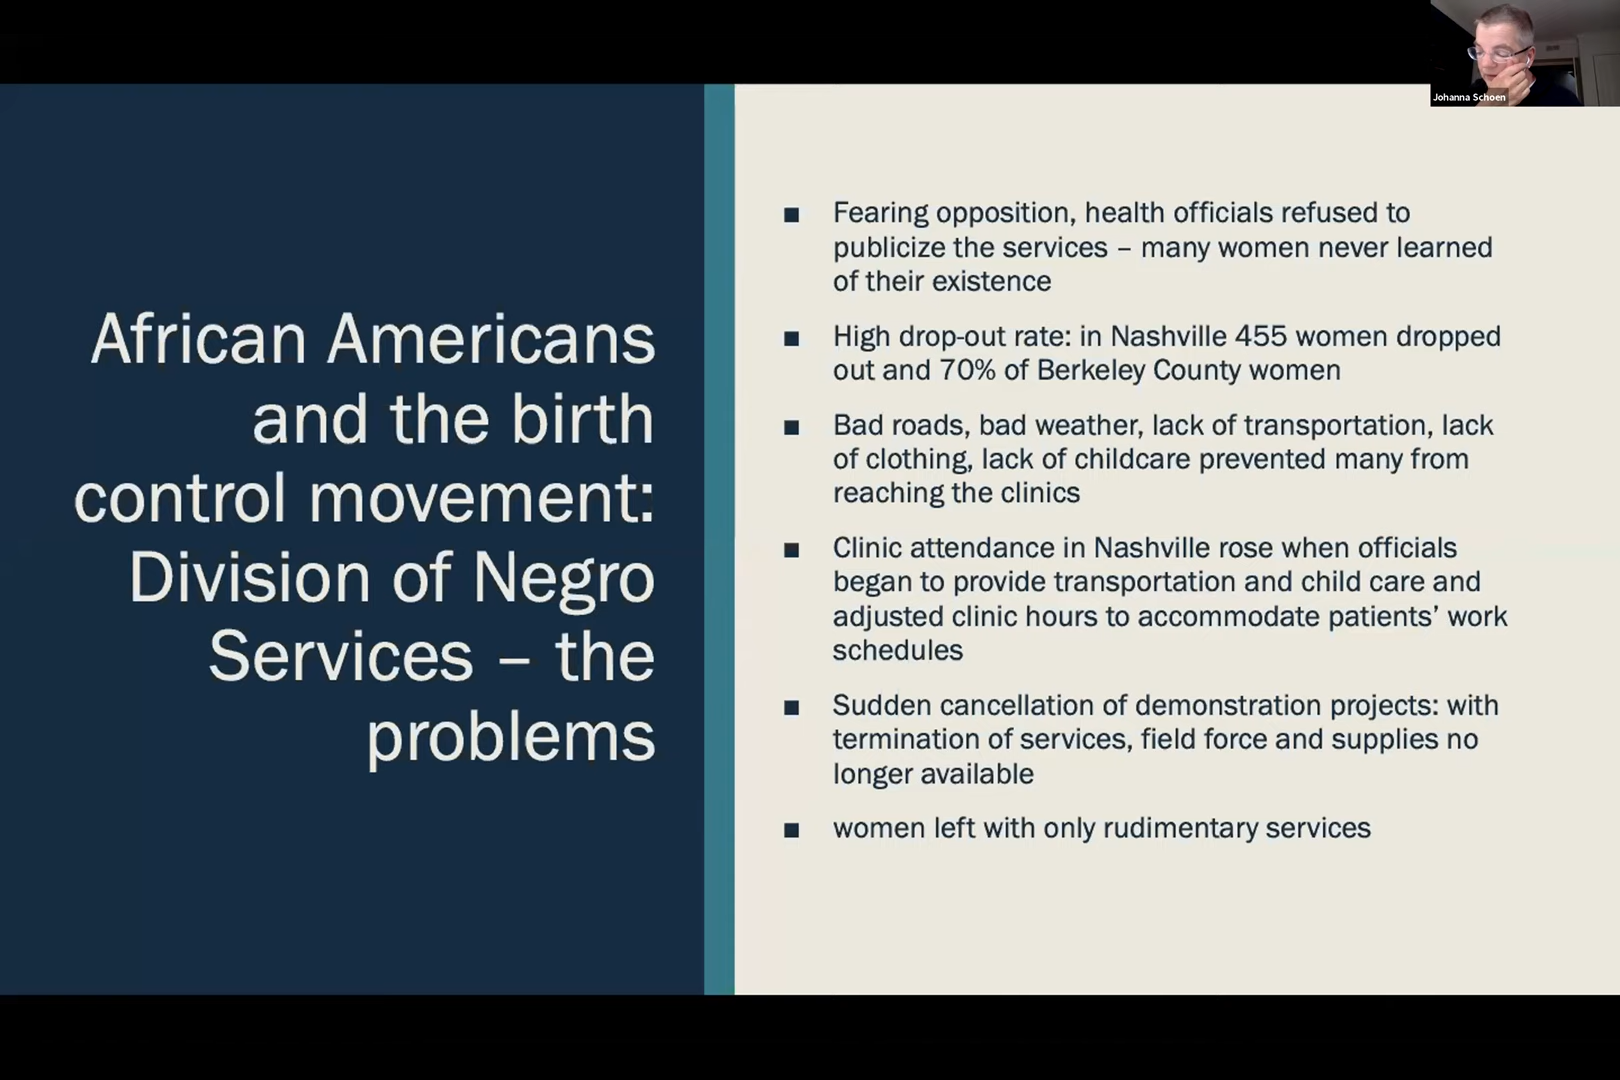 Johanna Schoen
African Americans
and the birth
control movement:
Division of Negro
Services – the
problems
■ Fearing opposition, health officials refused to
publicize the services – many women never learned
of their existence
■ High drop-out rate: in Nashville 455 women dropped
out and 70% of Berkeley County women
■ Bad roads, bad weather, lack of transportation, lack
of clothing, lack of childcare prevented many from
reaching the clinics
■ Clinic attendance in Nashville rose when officials
began to provide transportation and child care and
adjusted clinic hours to accommodate patients’ work
schedules
■ Sudden cancellation of demonstration projects: with
termination of services, field force and supplies no
longer available
■ women left with only rudimentary services